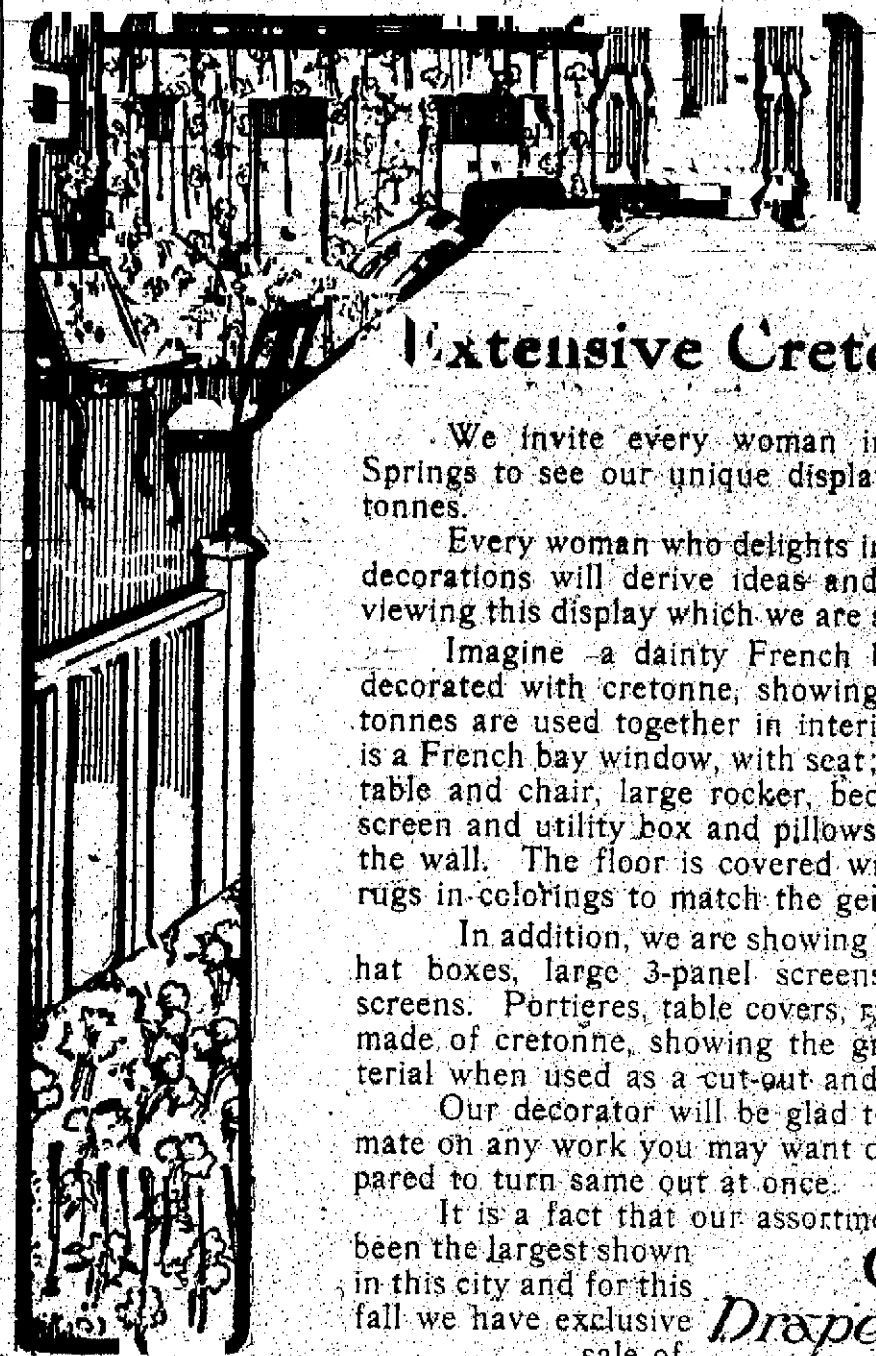 Extensive Creto
We invite every woman in
Springs to see our unique displa
tonnes.
Every woman who delights in
decorations will derive ideas and
viewing this display which we are s
Imagine a dainty French b
decorated with cretonne, showing
tonnes are used together in interi
is a French bay window, with seat;
table and chair, large rocker, bed
screen and utility box and pillows
the wall. The floor is covered wi
rugs in colorings to match the gen
In addition, we are showing
hat boxes, large 3-panel screens
screens. Portieres, table covers,
made of cretonne, showing the gr
terial when used as a cut-out and
Our decorator will be glad t
mate on any work you may want d
pared to turn same out at once.
It is a fact that our assortme
been the largest shown
in this city and for this
fall we have exclusive
sale of
Drape